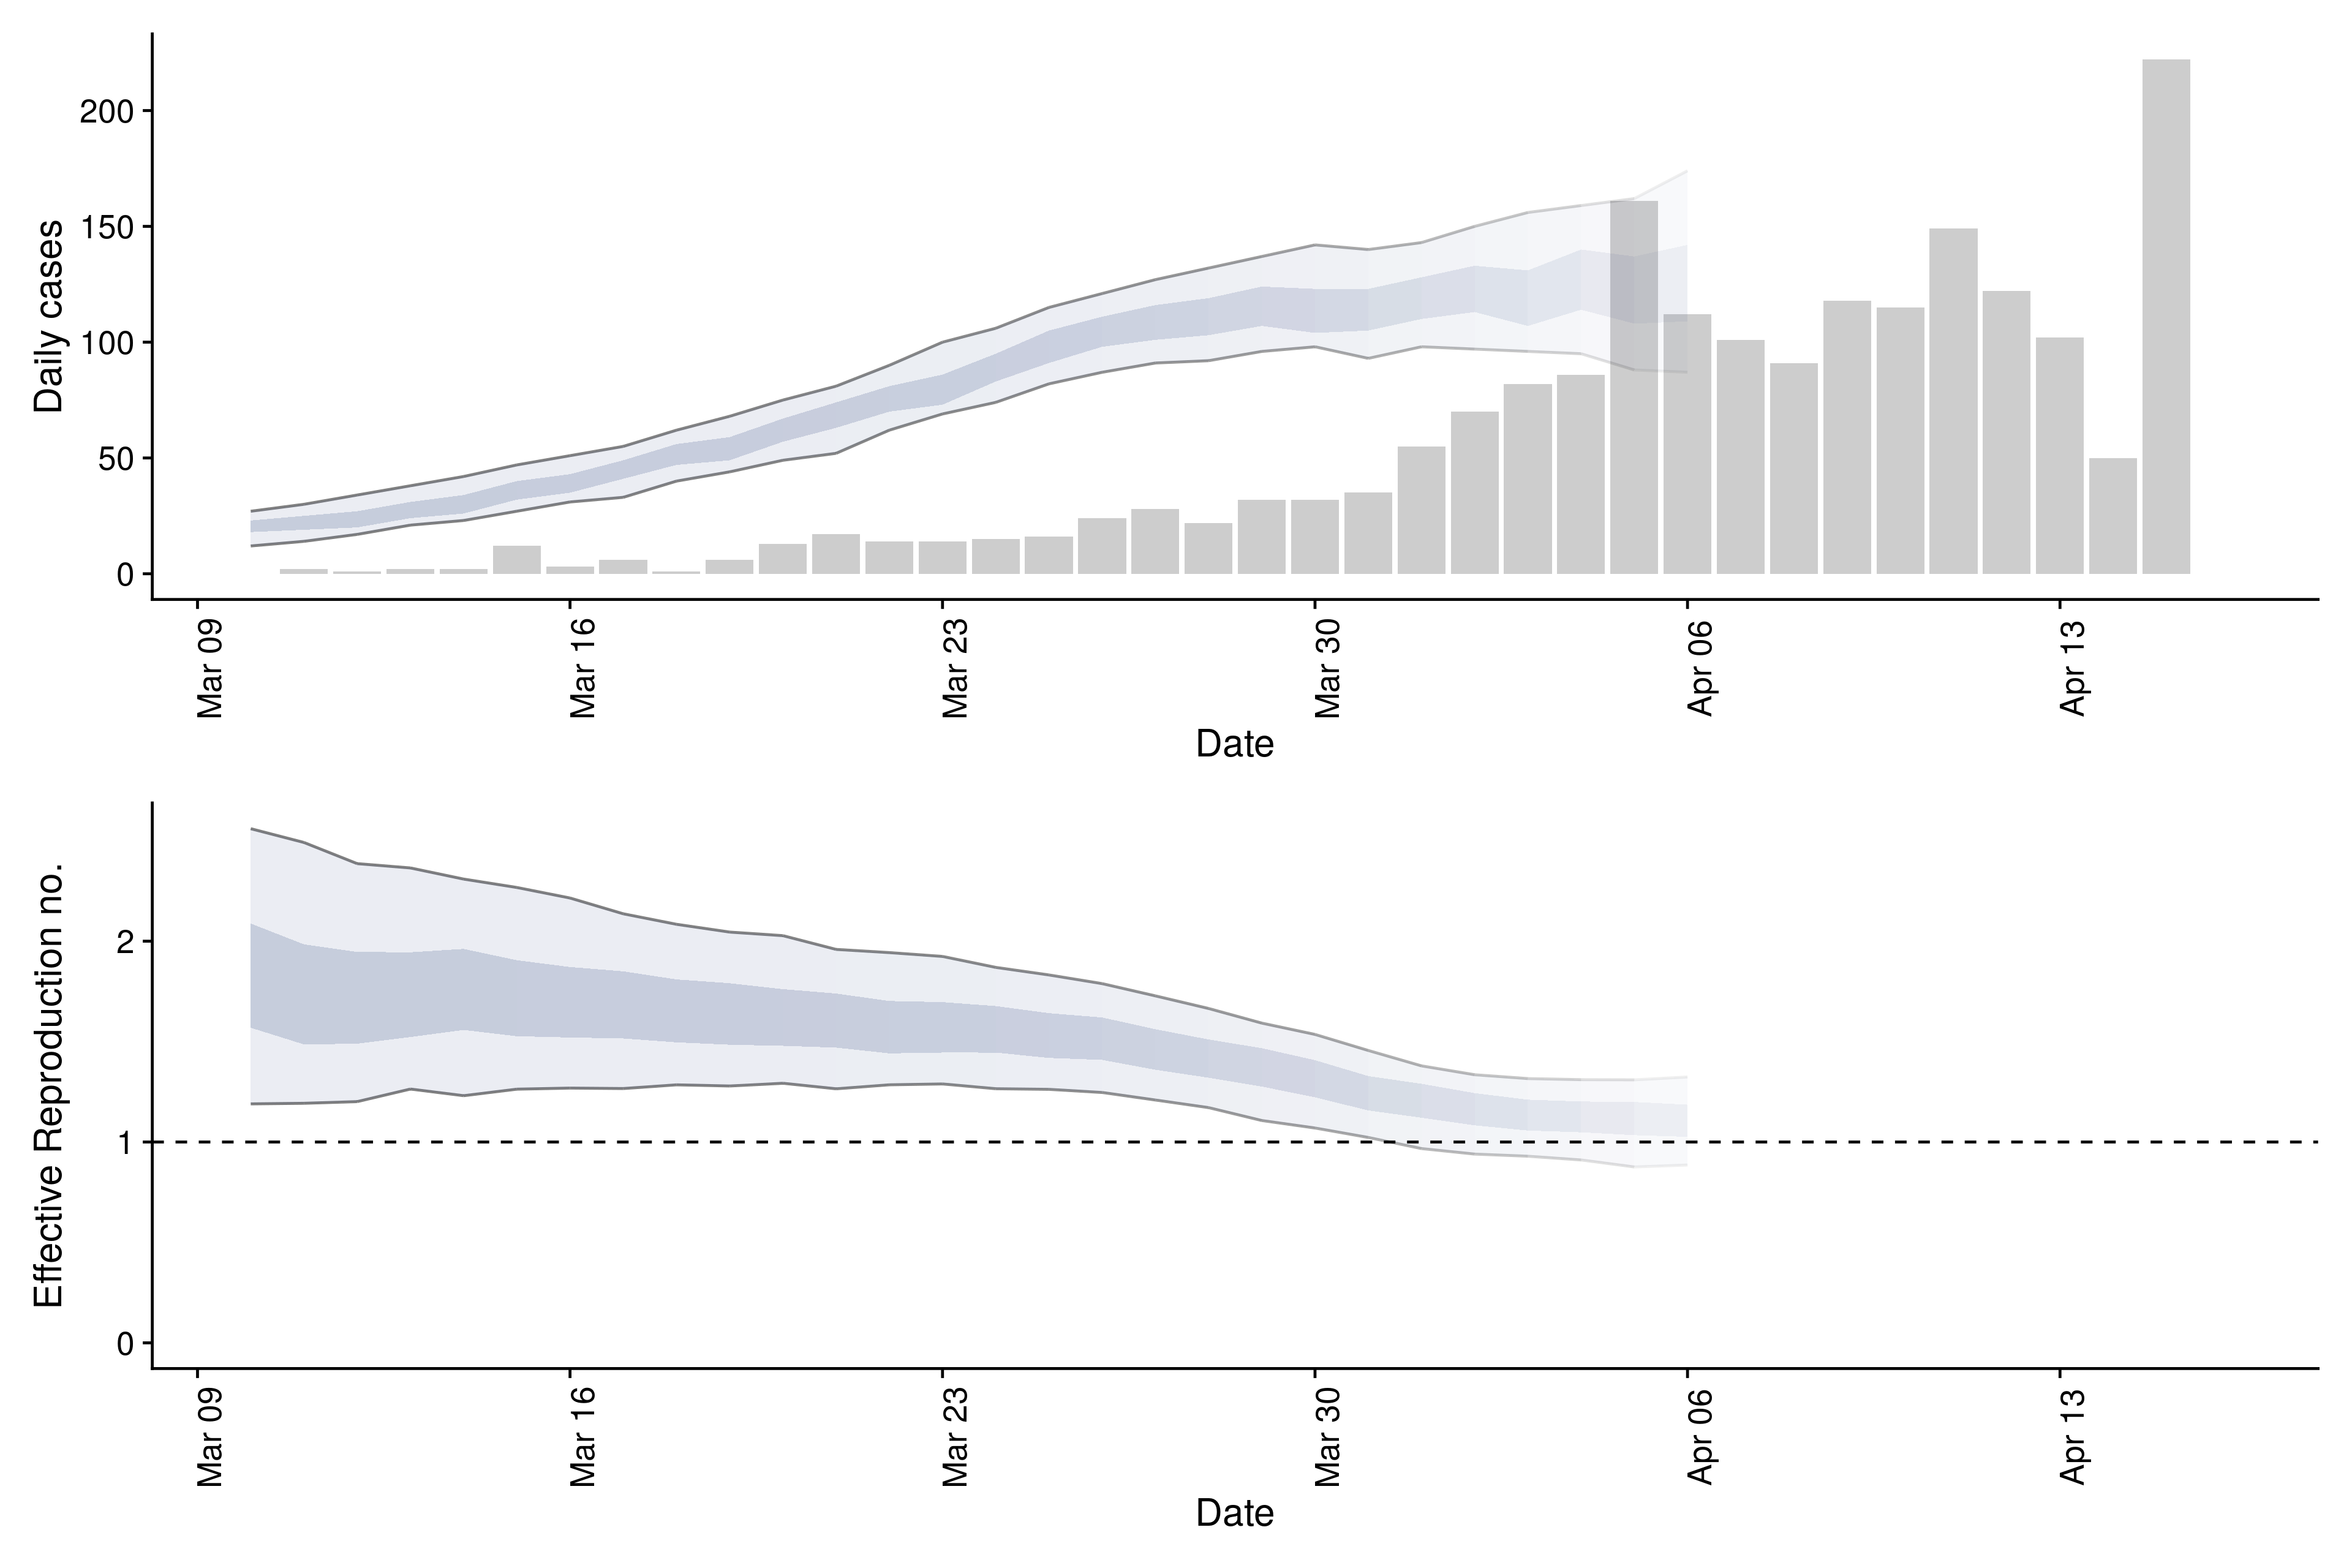 Daily cases
200
150
100
50
0
Mar 09
Mar 16
Mar 23
Mar 30
Apr 06
Apr 13
Date
Effective Reproduction no.
2
1
0
Mar 09
Mar 16
Mar 23
Mar 30
Apr 06
Apr 13
Date